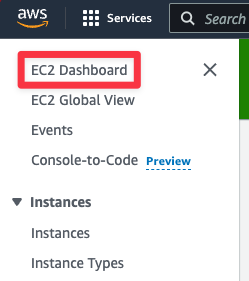 aws
Services
Search
EC2 Dashboard
EC2 Global View
Events
Console-to-Code Preview
Instances
Instances
Instance Types